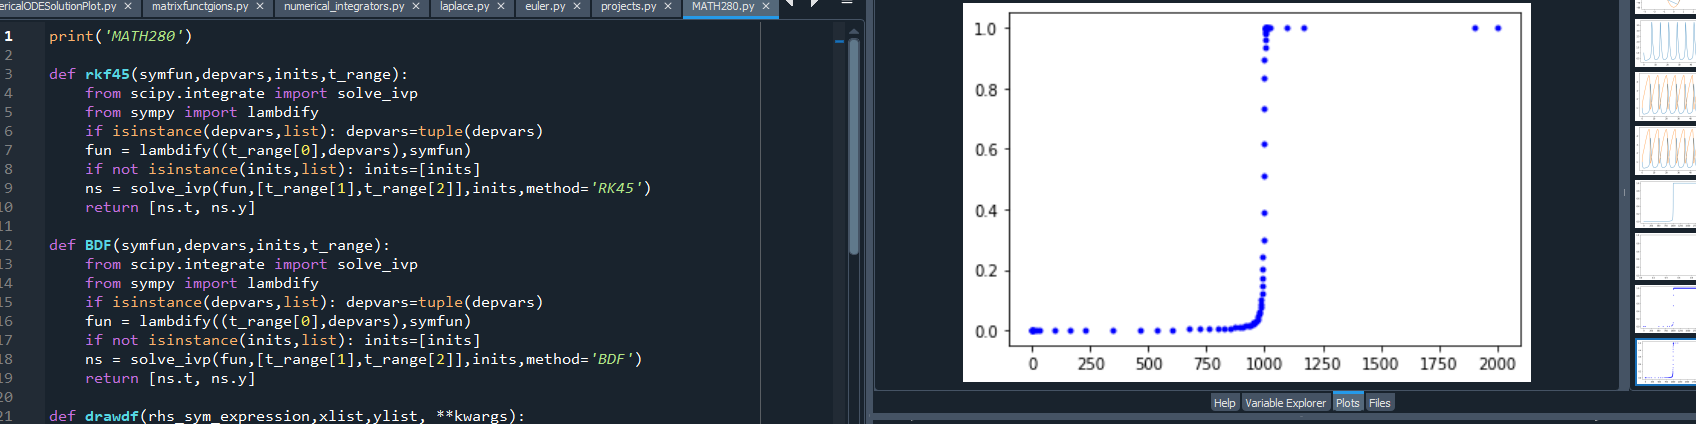 ericalODESolutionPlot.py × matrixfunctgions.py × numerical_integrators.py × laplace.py × euler.py × projects.py × MATH280.py ×
1 print('MATH280')
2
3 def rkf45(symfun,depvars,inits,t_range):
4     from scipy.integrate import solve_ivp
5     from sympy import lambdify
6     if isinstance(depvars,list): depvars=tuple(depvars)
7     fun = lambdify((t_range[0],depvars),symfun)
8     if not isinstance(inits,list): inits=[inits]
9     ns = solve_ivp(fun,[t_range[1],t_range[2]],inits,method='RK45')
10     return [ns.t, ns.y]
11
12 def BDF(symfun,depvars,inits,t_range):
13     from scipy.integrate import solve_ivp
14     from sympy import lambdify
15     if isinstance(depvars,list): depvars=tuple(depvars)
16     fun = lambdify((t_range[0],depvars),symfun)
17     if not isinstance(inits,list): inits=[inits]
18     ns = solve_ivp(fun,[t_range[1],t_range[2]],inits,method='BDF')
19     return [ns.t, ns.y]
20
21 def drawdf(rhs_sym_expression,xlist,ylist, **kwargs):
1.0
0.8
0.6
0.4
0.2
0.0
0 250 500 750 1000 1250 1500 1750 2000
Help Variable Explorer Plots Files